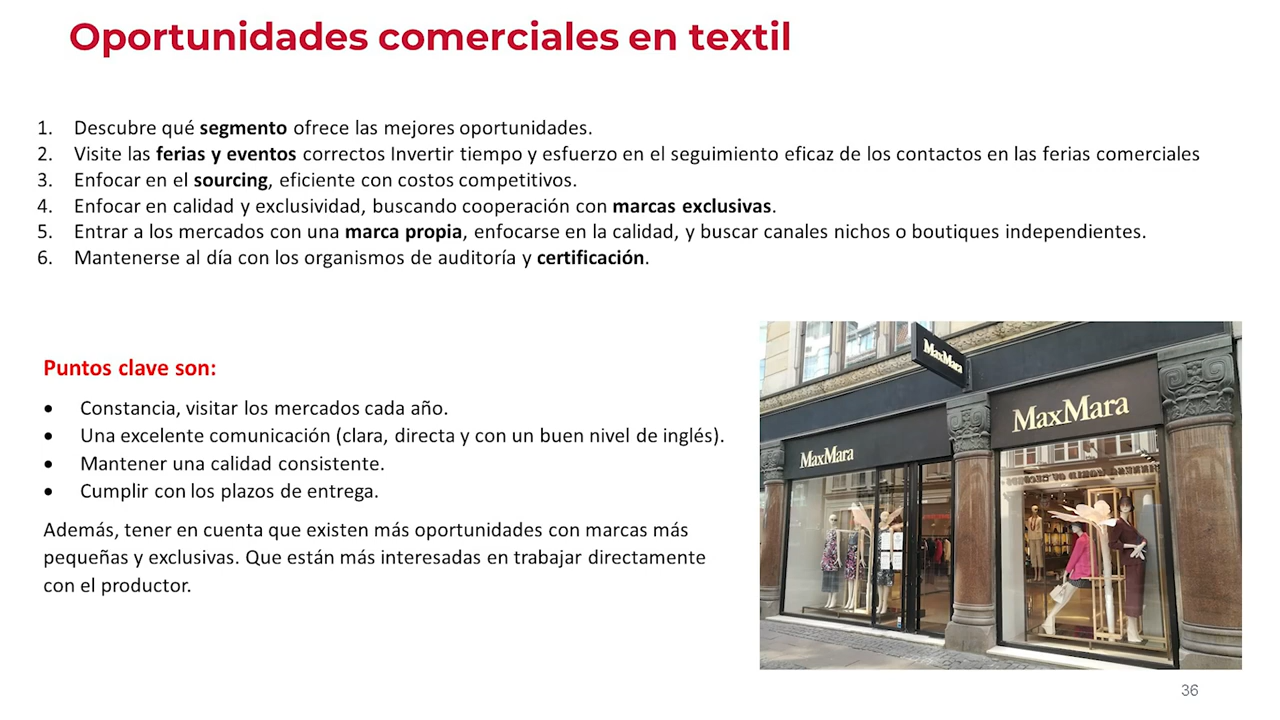 Oportunidades comerciales en textil
1. Descubre qué segmento ofrece las mejores oportunidades.
2. Visite las ferias y eventos correctos Invertir tiempo y esfuerzo en el seguimiento eficaz de los contactos en las ferias comerciales
3. Enfocar en el sourcing, eficiente con costos competitivos.
4. Enfocar en calidad y exclusividad, buscando cooperación con marcas exclusivas.
5. Entrar a los mercados con una marca propia, enfocarse en la calidad, y buscar canales nichos o boutiques independientes.
6. Mantenerse al día con los organismos de auditoría y certificación.
Puntos clave son:
• Constancia, visitar los mercados cada año.
• Una excelente comunicación (clara, directa y con un buen nivel de inglés).
• Mantener una calidad consistente.
• Cumplir con los plazos de entrega.
Además, tener en cuenta que existen más oportunidades con marcas más
pequeñas y exclusivas. Que están más interesadas en trabajar directamente
con el productor.
MaxMara
MaxMara
MaxMara
36